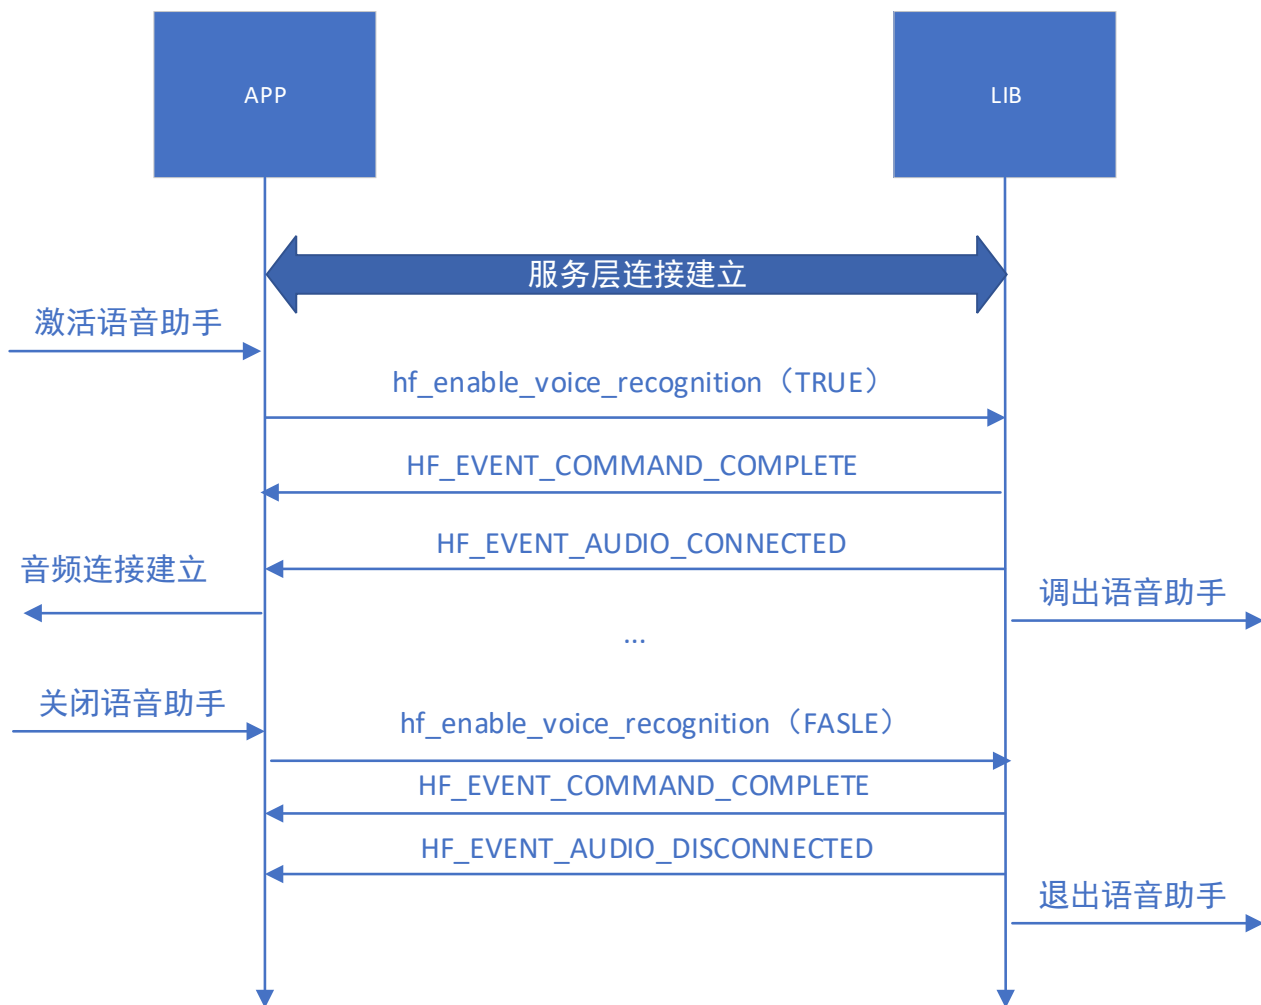 APP
LIB
服务层连接建立
激活语音助手
hf_enable_voice_recognition（TRUE）
HF_EVENT_COMMAND_COMPLETE
HF_EVENT_AUDIO_CONNECTED
音频连接建立
调出语音助手
...
关闭语音助手
hf_enable_voice_recognition（FASLE）
HF_EVENT_COMMAND_COMPLETE
HF_EVENT_AUDIO_DISCONNECTED
退出语音助手